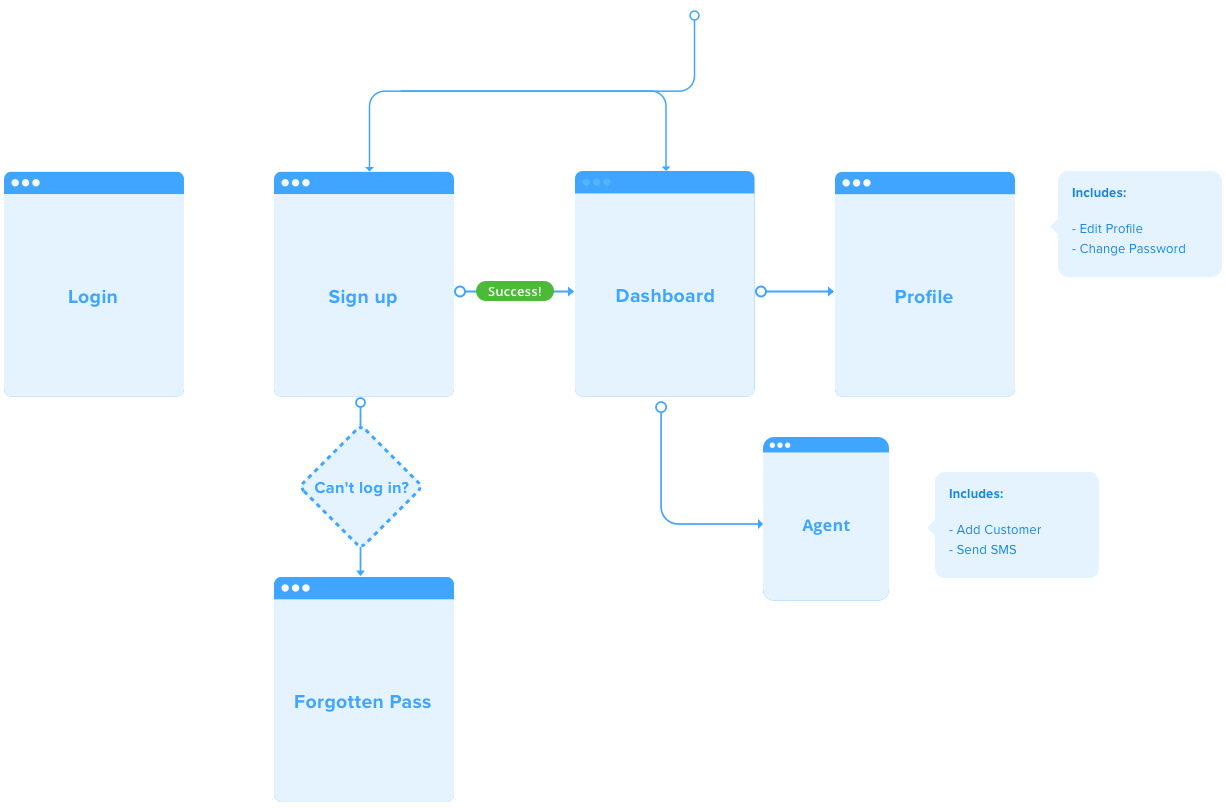 Login
Sign up
Success!
Dashboard
Profile
Includes:
- Edit Profile
- Change Password
Can't log in?
Agent
Includes:
- Add Customer
- Send SMS
Forgotten Pass